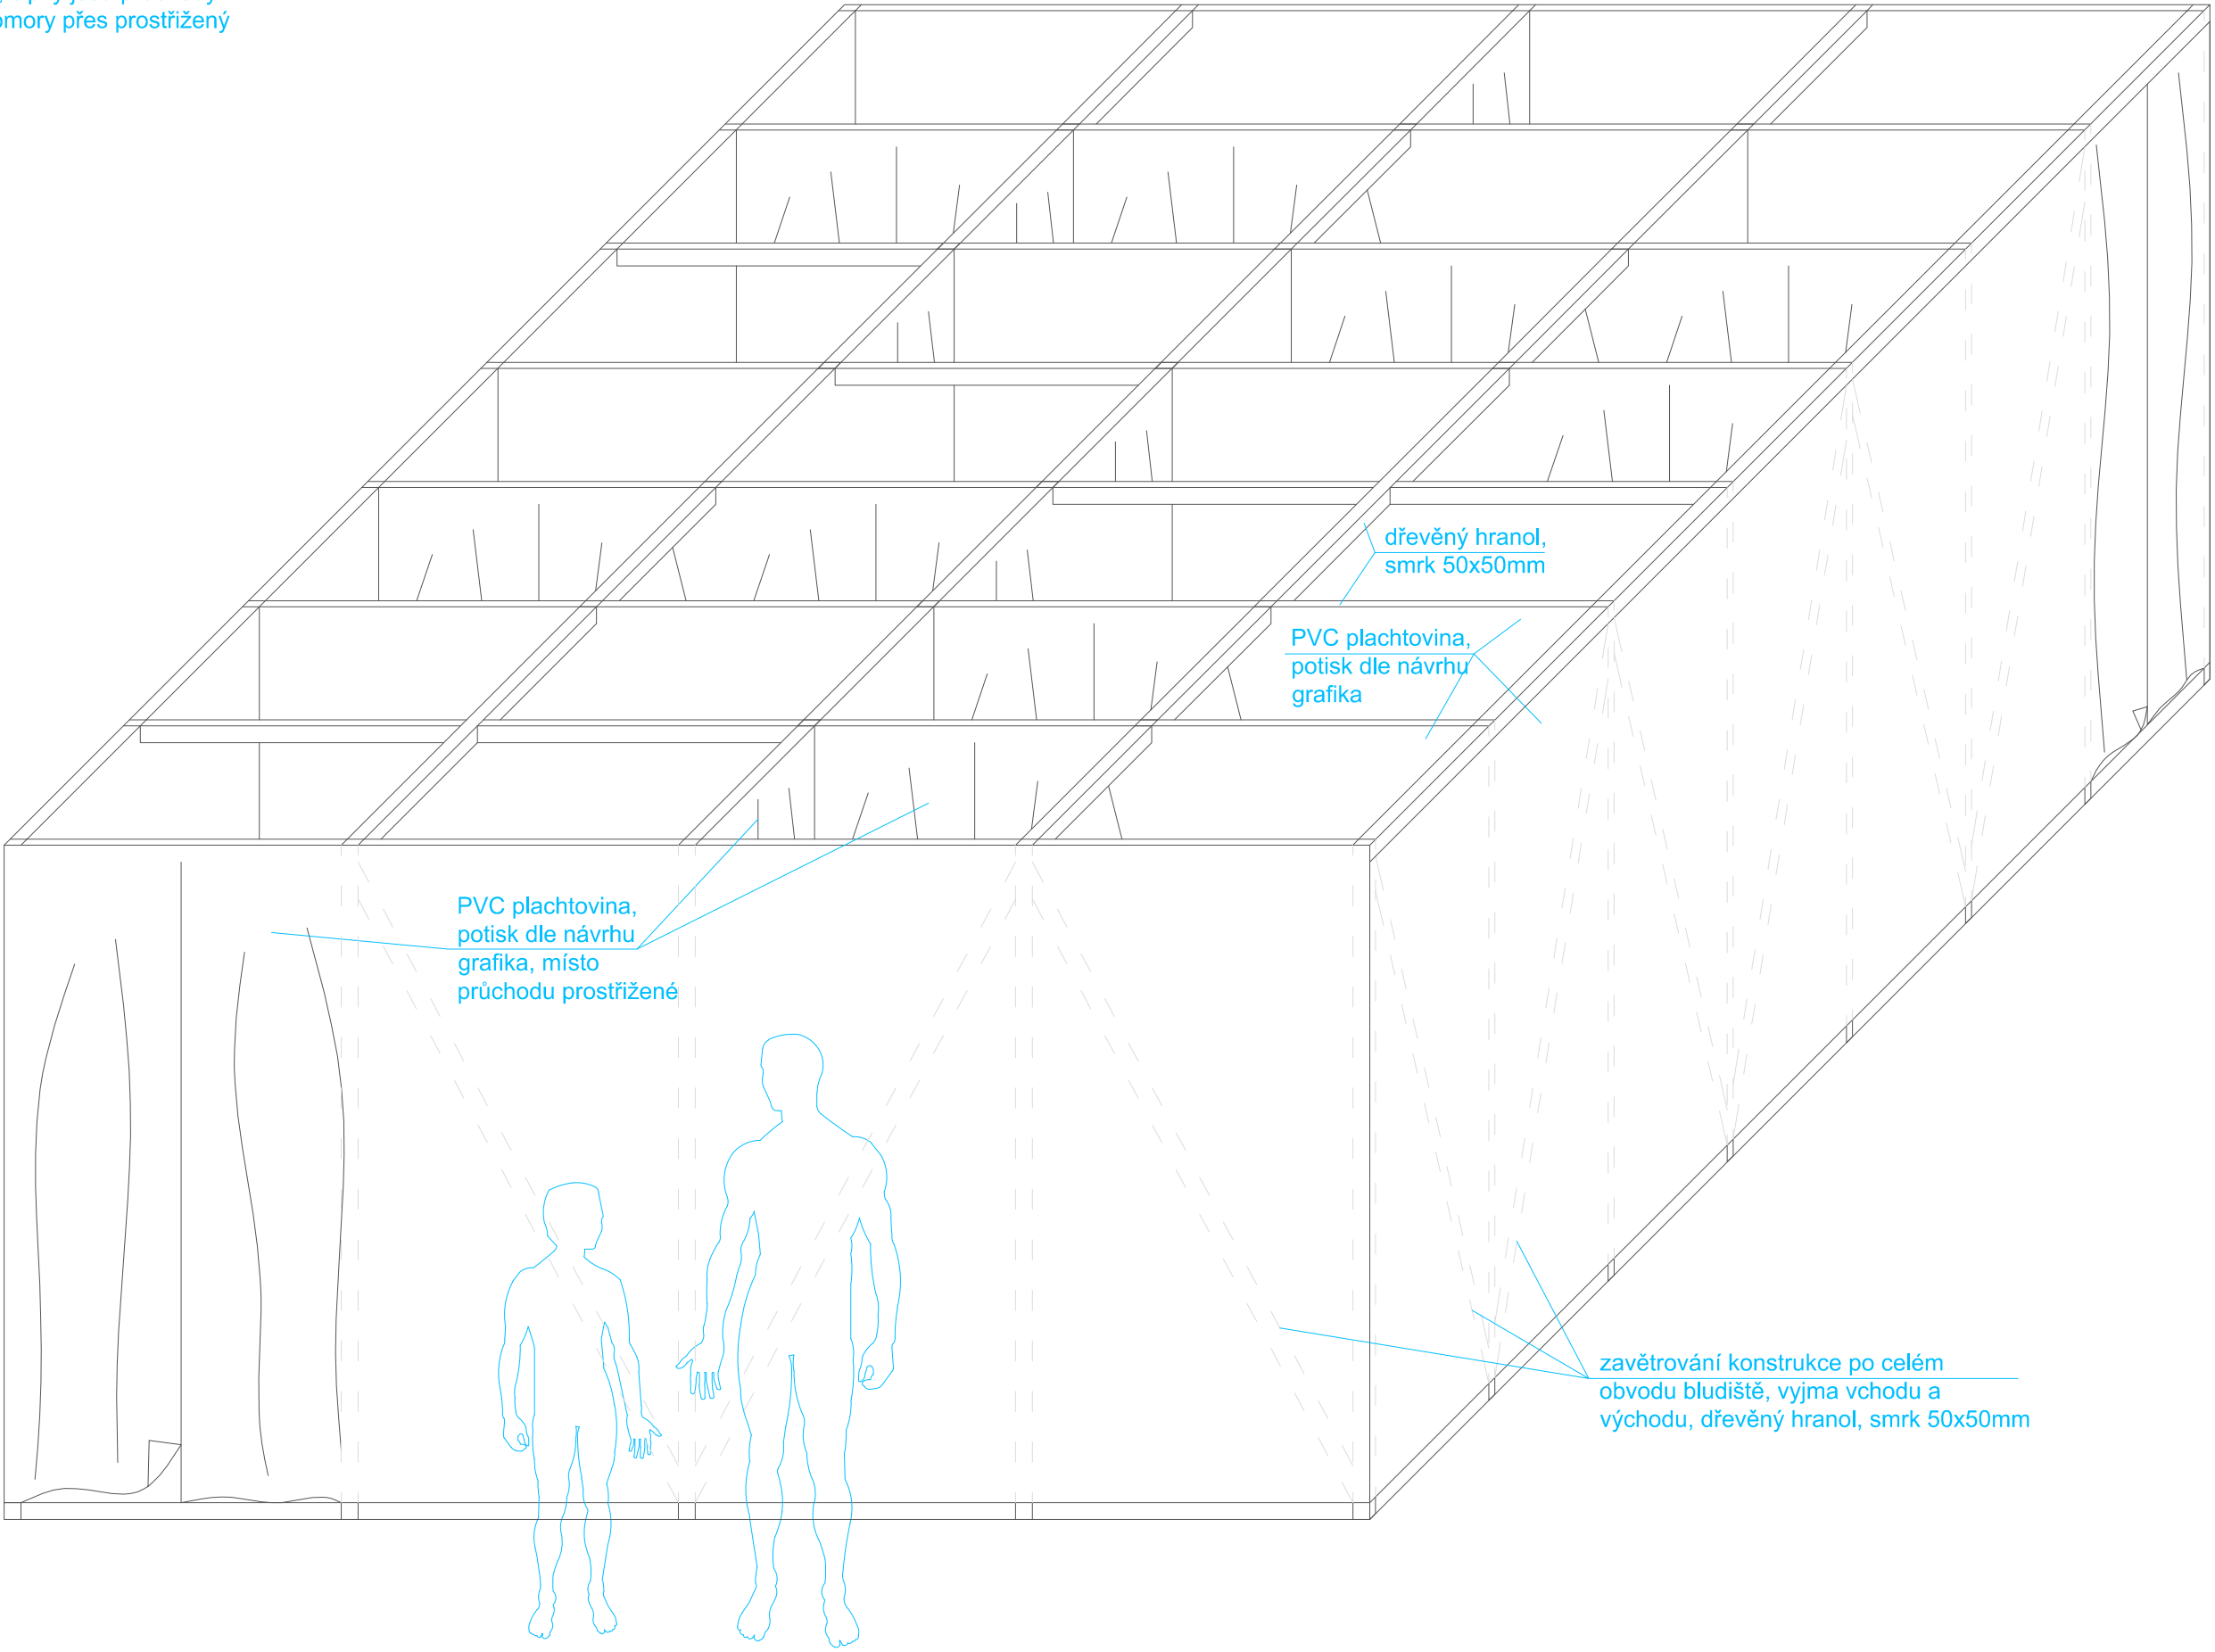 přes prostřižený
dřevěný hranol,
smrk 50x50mm
PVC plachtovina,
potisk dle návrhu
grafika
PVC plachtovina,
potisk dle návrhu
grafika, místo
průchodu prostřižené
zavětrování konstrukce po celém
obvodu bludiště, vyjma vchodu a
východu, dřevěný hranol, smrk 50x50mm